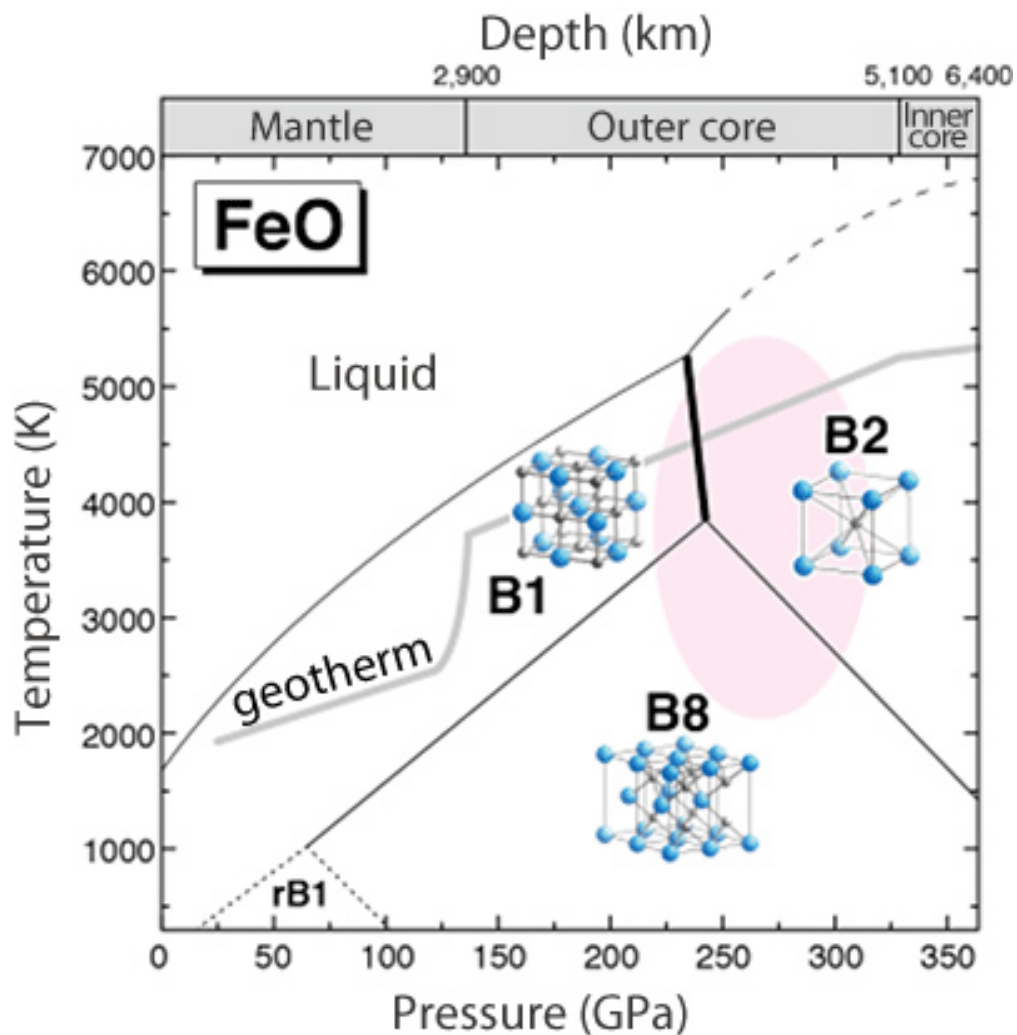 Depth (km)
2,900 5,100 6,400
Mantle Outer core Inner core
7000
FeO
6000
Liquid
5000
B2
4000
B1
3000
geotherm
B8
2000
1000
rB1
Temperature (K)
0 50 100 150 200 250 300 350
Pressure (GPa)